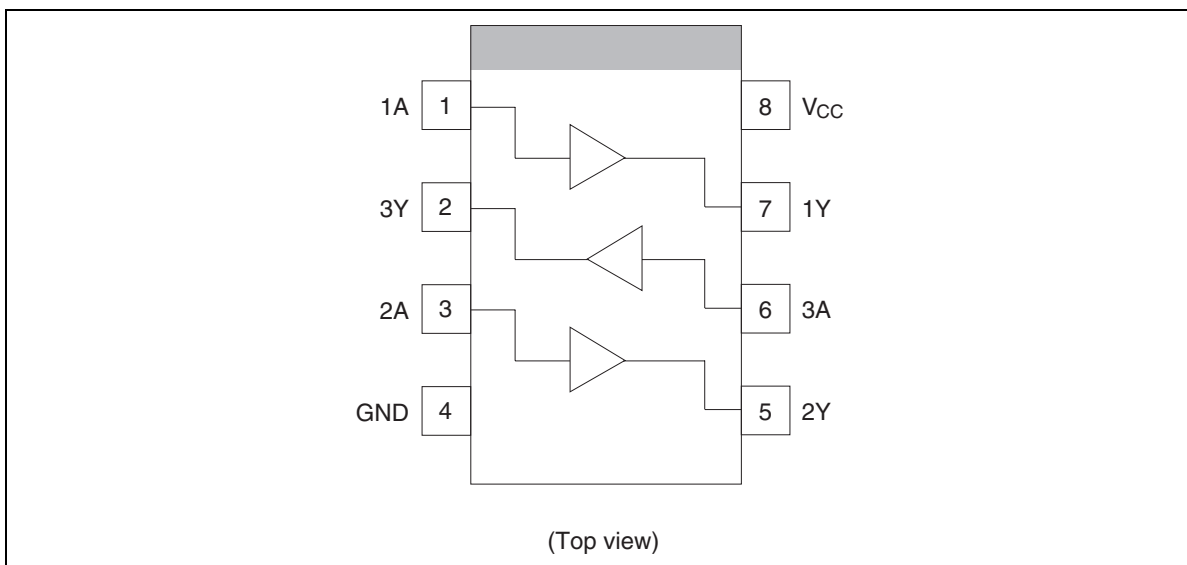 1A 1 8 VCC
3Y 2 7 1Y
2A 3 6 3A
GND 4 5 2Y
(Top view)